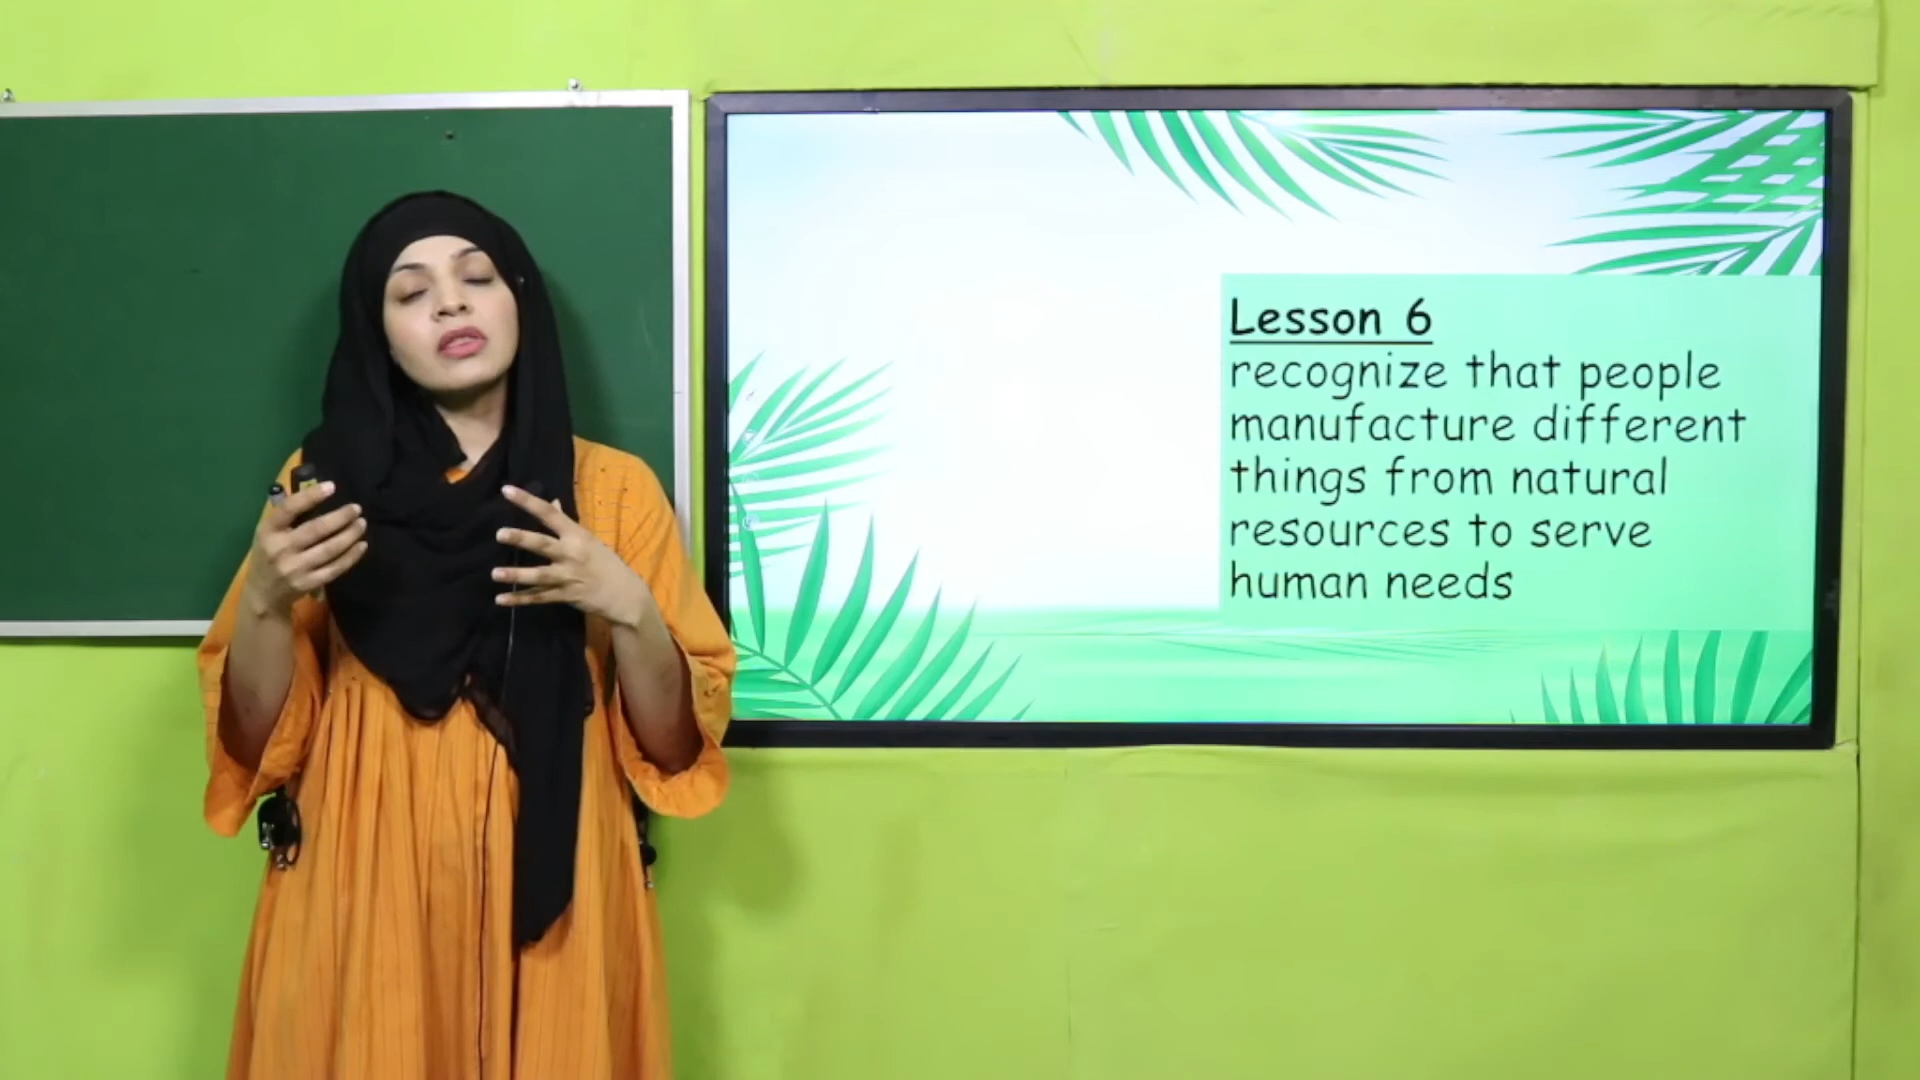 Lesson 6
recognize that people
manufacture different
things from natural
resources to serve
human needs